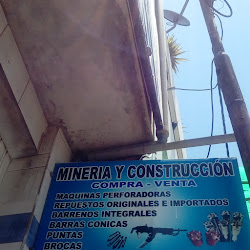 MINERIA Y CONSTRUCCIÓN
COMPRA - VENTA
MAQUINAS PERFORADORAS
REPUESTOS ORIGINALES E IMPORTADOS
BARRENOS INTEGRALES
BARRAS CONICAS
PUNTAS
BROCAS